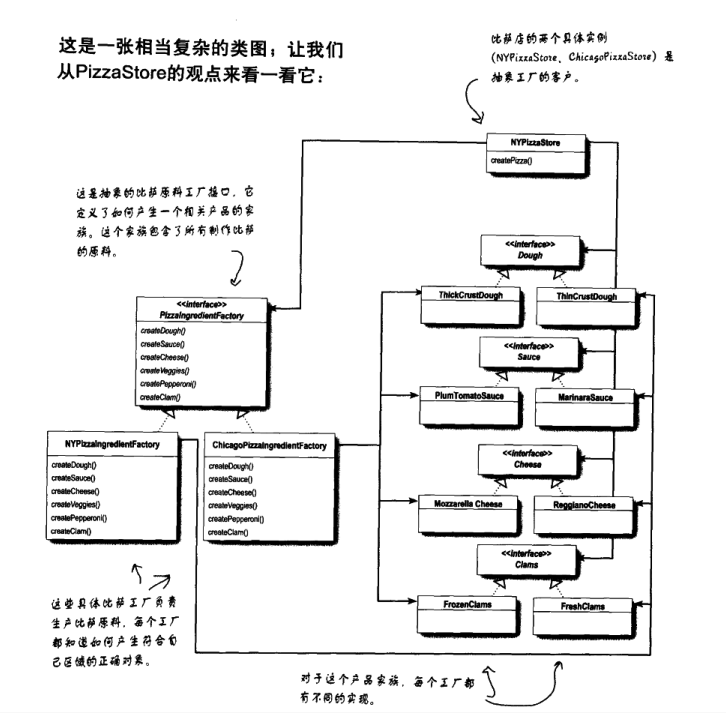 这是一张相当复杂的类图；让我们
从PizzaStore的观点来看一看它：
比萨店的两个具体实例
(NYPizzaStore、ChicagoPizzaStore) 是
抽象工厂的客户。
NYPizzaStore
createPizza()
这是抽象的比萨原料工厂接口，它
定义了如何产生一个相关产品的家
族。这个家族包含了所有制作比萨
的原料。
<<interface>>
PizzaIngredientFactory
createDough()
createSauce()
createCheese()
createVeggies()
createPepperoni()
createClam()
NYPizzaIngredientFactory
createDough()
createSauce()
createCheese()
createVeggies()
createPepperoni()
createClam()
ChicagoPizzaIngredientFactory
createDough()
createSauce()
createCheese()
createVeggies()
createPepperoni()
createClam()
<<interface>>
Dough
ThickCrustDough
ThinCrustDough
<<interface>>
Sauce
PlumTomatoSauce
MarinaraSauce
<<interface>>
Cheese
Mozzarella Cheese
ReggianoCheese
<<interface>>
Clams
FrozenClams
FreshClams
这些具体比萨工厂负责
生产比萨原料，每个工厂
都知道如何产生符合自
己区域的正确对象。
对于这个产品家族，每个工厂都
有不同的实现。